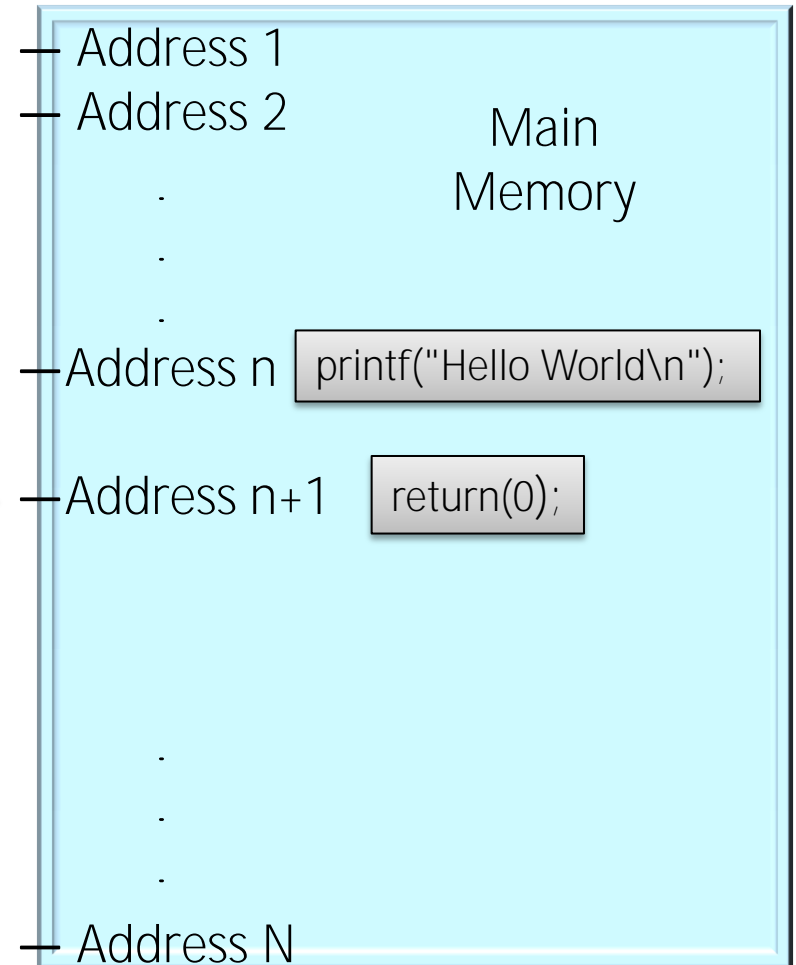 Address 1
Address 2
Main
Memory
.
.
.
Address n printf("Hello World\n");
Address n+1 return(0);
.
.
.
Address N